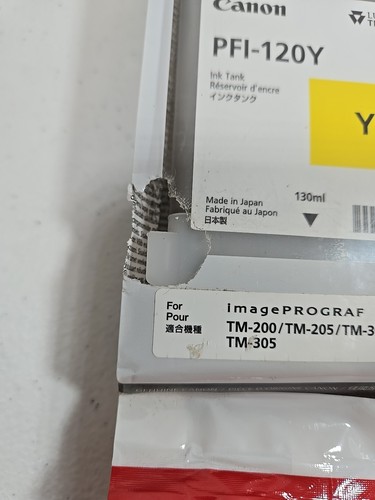 Canon
PFI-120Y
Ink Tank
Réservoir d'encre
インクタンク
Y
Made in Japan
Fabriqué au Japon
日本製
130ml
For
Pour
適合機種
imagePROGRAF
TM-200/TM-205/TM-3
TM-305